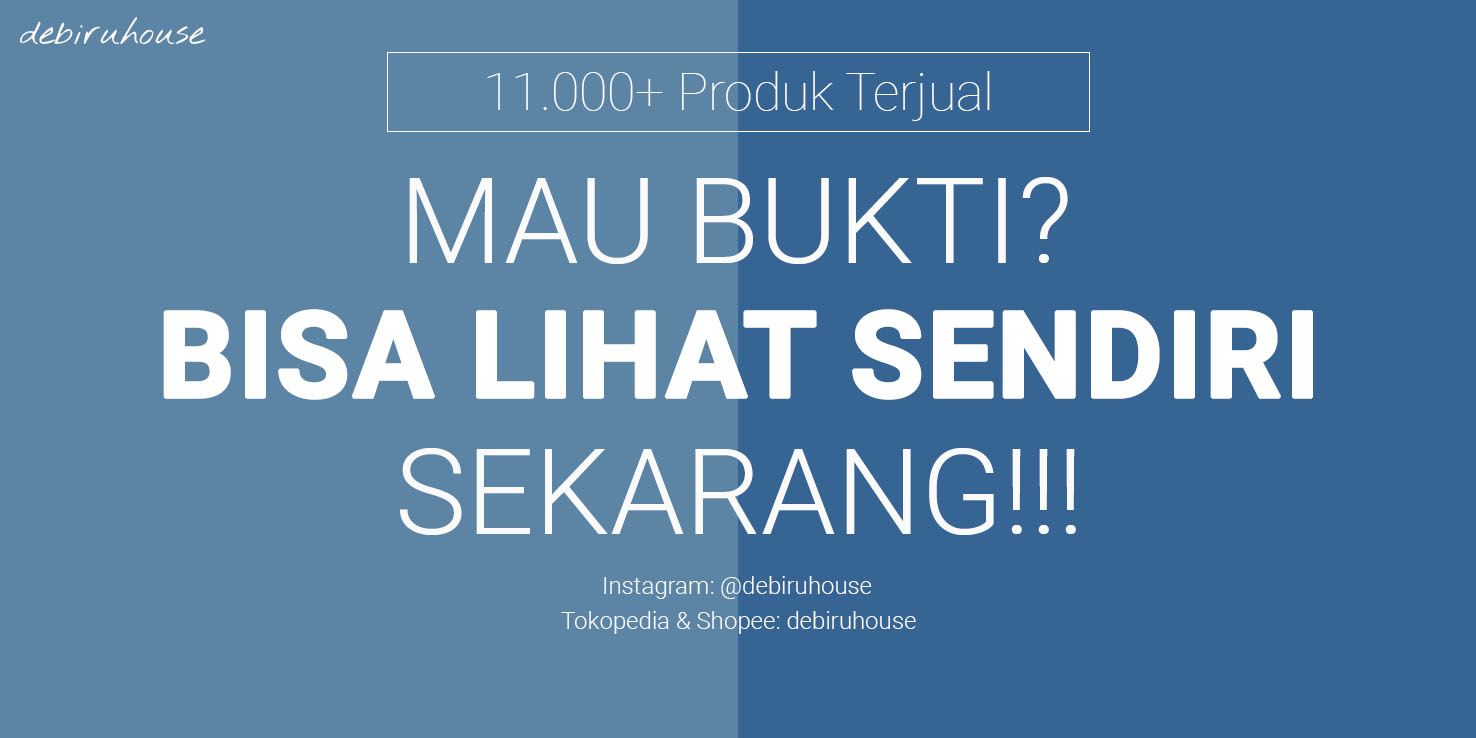 debiruhouse
11.000+ Produk Terjual
MAU BUKTI?
BISA LIHAT SENDIRI
SEKARANG!!!
Instagram: @debiruhouse
Tokopedia & Shopee: debiruhouse